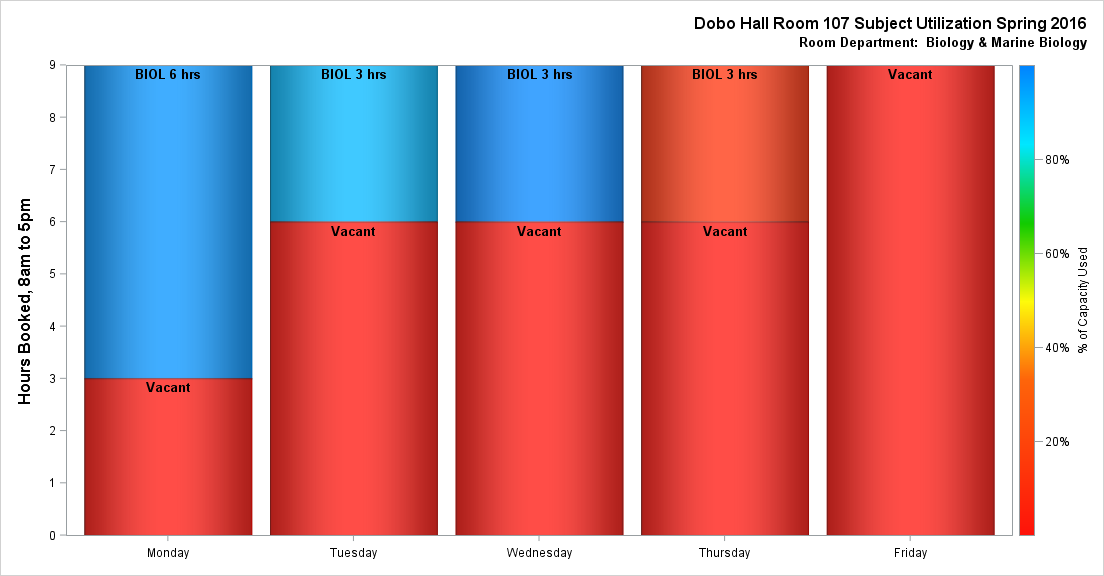 Dobo Hall Room 107 Subject Utilization Spring 2016
Room Department:  Biology & Marine Biology
Hours Booked, 8am to 5pm
9
8
7
6
5
4
3
2
1
0
BIOL 6 hrs
Vacant
BIOL 3 hrs
Vacant
BIOL 3 hrs
Vacant
BIOL 3 hrs
Vacant
Vacant
Monday
Tuesday
Wednesday
Thursday
Friday
80%
60%
40%
20%
% of Capacity Used